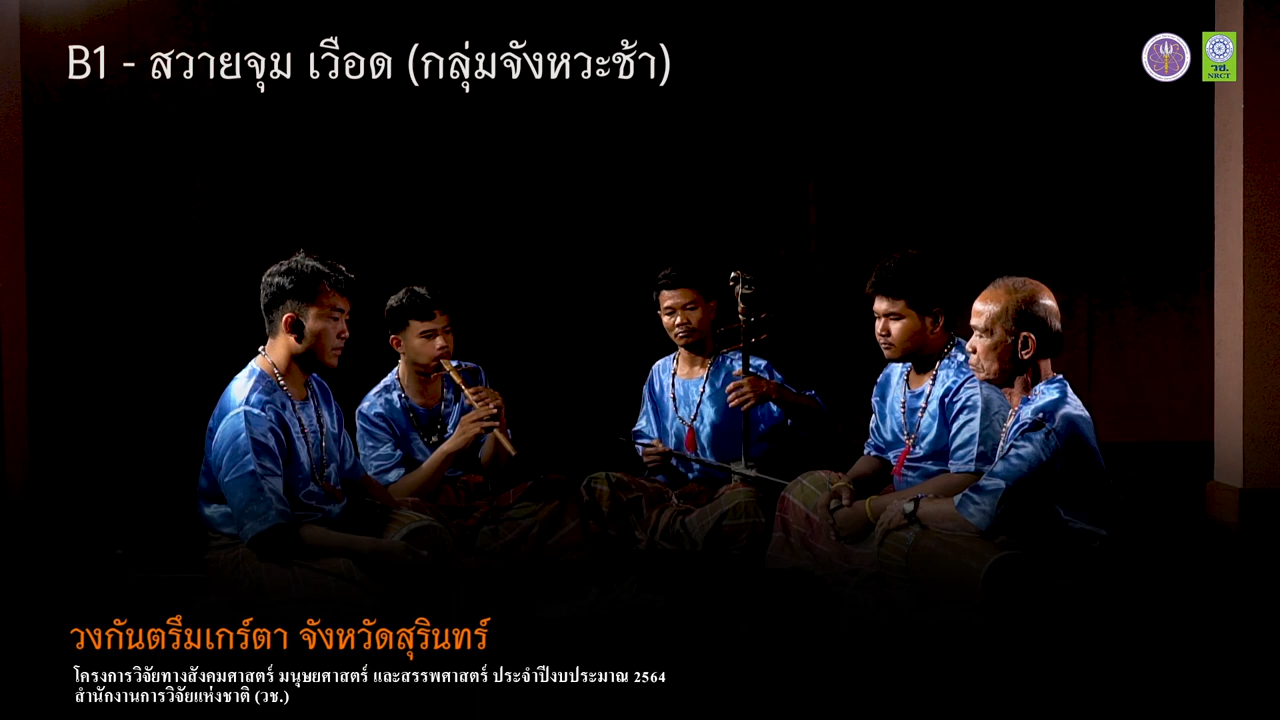 B1 - สวายจุม เวือด (กลุ่มจังหวะช้า)
วช.
NRCT
วงกันตรึมเกร์ตา จังหวัดสุรินทร์
โครงการวิจัยทางสังคมศาสตร์ มนุษยศาสตร์ และสรรพศาสตร์ ประจำปีงบประมาณ 2564
สำนักงานการวิจัยแห่งชาติ (วช.)